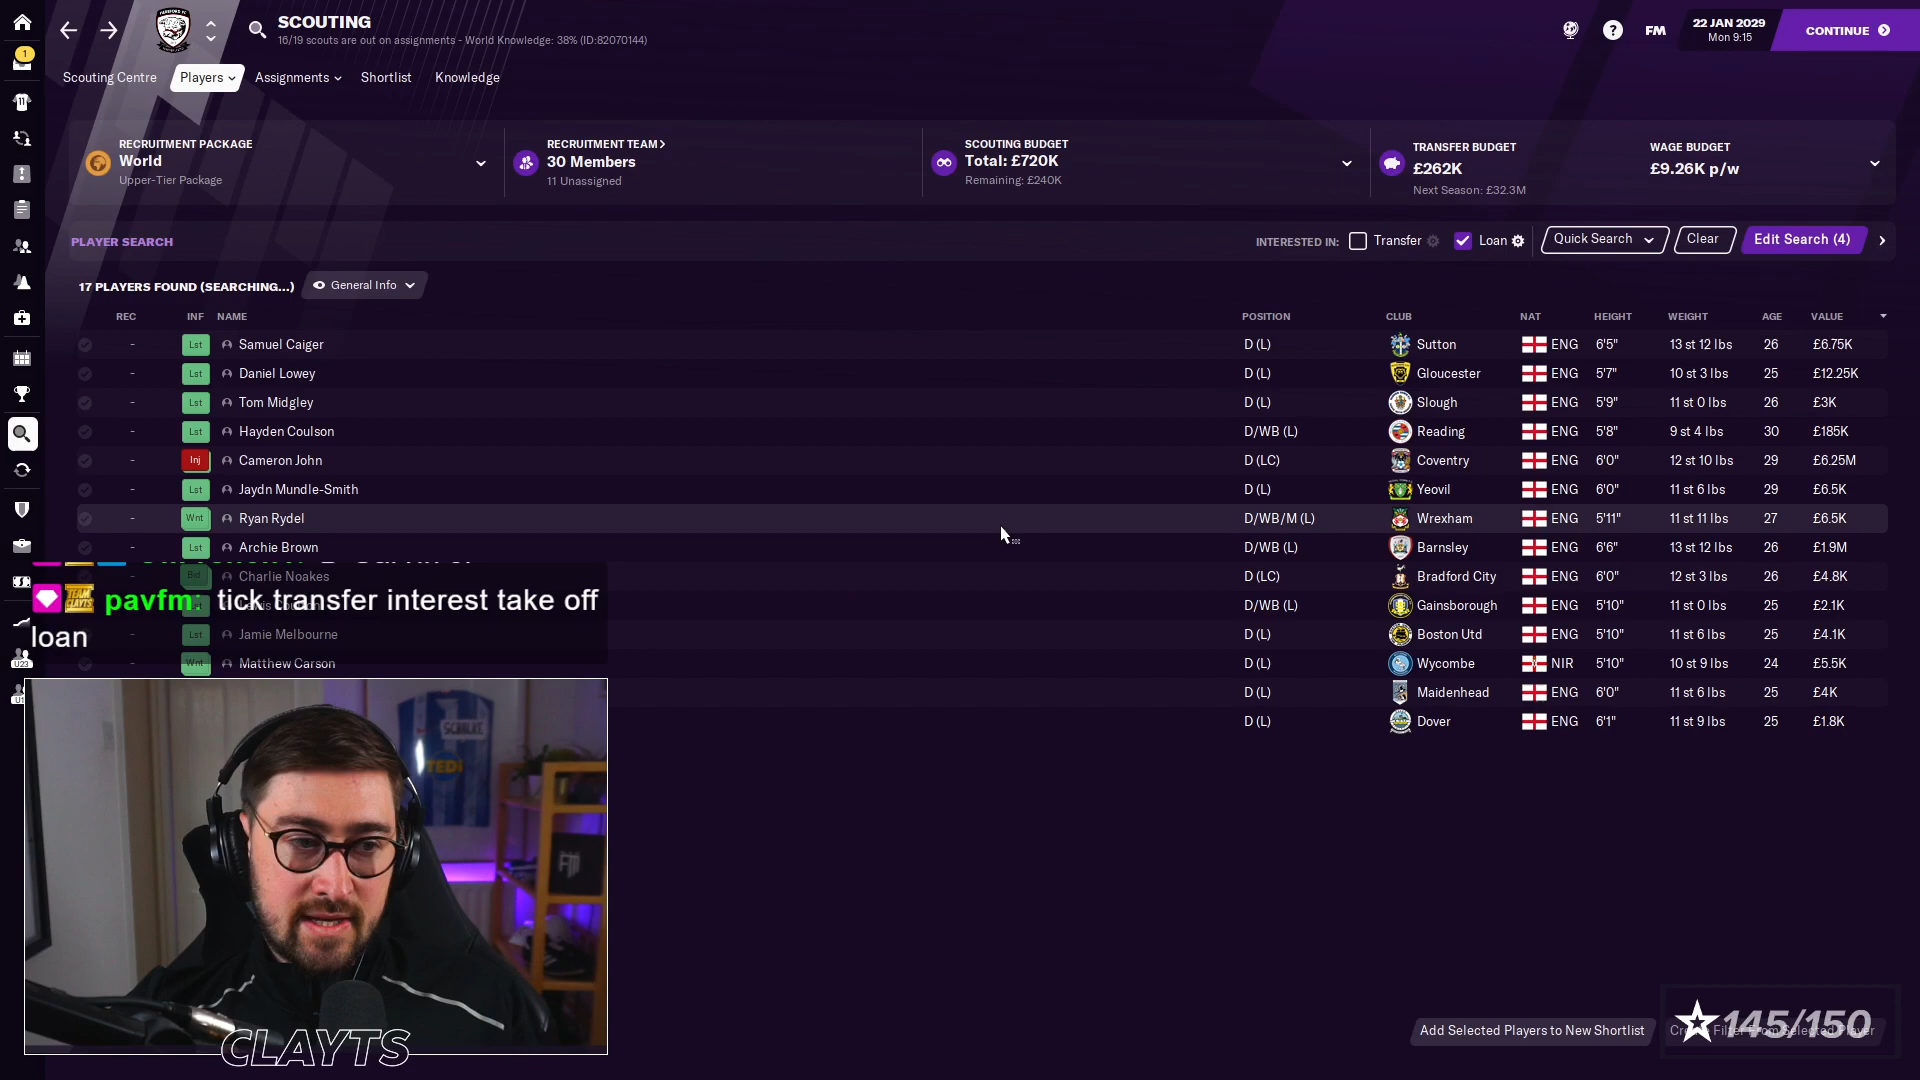 SCOUTING
16/19 scouts are out on assignments - World Knowledge: 38% (ID:82070144)
FM
22 JAN 2029
Mon 9:15
CONTINUE
1
Scouting Centre Players Assignments Shortlist Knowledge
RECRUITMENT PACKAGE
World
Upper-Tier Package
RECRUITMENT TEAM
30 Members
11 Unassigned
SCOUTING BUDGET
Total: £720K
Remaining: £240K
TRANSFER BUDGET
£262K
Next Season: £32.3M
WAGE BUDGET
£9.26K p/w
PLAYER SEARCH
INTERESTED IN: Transfer Loan Quick Search Clear Edit Search (4)
17 PLAYERS FOUND (SEARCHING...) General Info
REC INF NAME POSITION CLUB NAT HEIGHT WEIGHT AGE VALUE
- Lst Samuel Caiger D (L) Sutton ENG 6'5" 13 st 12 lbs 26 £6.75K
- Lst Daniel Lowey D (L) Gloucester ENG 5'7" 10 st 3 lbs 25 £12.25K
- Lst Tom Midgley D (L) Slough ENG 5'9" 11 st 0 lbs 26 £3K
- Lst Hayden Coulson D/WB (L) Reading ENG 5'8" 9 st 4 lbs 30 £185K
- Inj Cameron John D (LC) Coventry ENG 6'0" 12 st 10 lbs 29 £6.25M
- Lst Jaydn Mundle-Smith D (L) Yeovil ENG 6'0" 11 st 6 lbs 29 £6.5K
- Wnt Ryan Rydel D/WB/M (L) Wrexham ENG 5'11" 11 st 11 lbs 27 £6.5K
- Lst Archie Brown D/WB (L) Barnsley ENG 6'6" 13 st 12 lbs 26 £1.9M
Bid Charlie Noakes D (LC) Bradford City ENG 6'0" 12 st 3 lbs 26 £4.8K
D/WB (L) Gainsborough ENG 5'10" 11 st 0 lbs 25 £2.1K
Lst Jamie Melbourne D (L) Boston Utd ENG 5'10" 11 st 6 lbs 25 £4.1K
Wnt Matthew Carson D (L) Wycombe NIR 5'10" 10 st 9 lbs 24 £5.5K
D (L) Maidenhead ENG 6'0" 11 st 6 lbs 25 £4K
D (L) Dover ENG 6'1" 11 st 9 lbs 25 £1.8K
pavfm: tick transfer interest take off
loan
U23
TEDi
FM
CLAYTS
Add Selected Players to New Shortlist
145/150